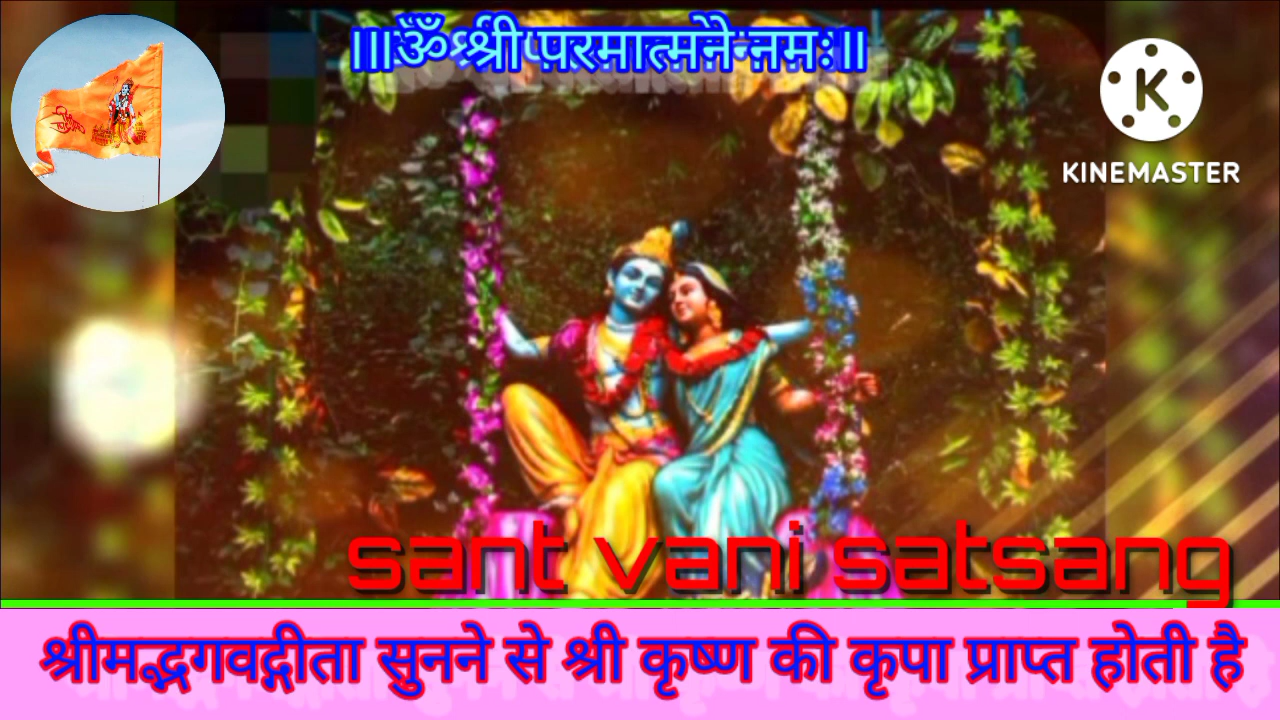 ॥ॐ श्री परमात्मने नमः॥
KINEMASTER
sant vani satsang
श्रीमद्भगवद्गीता सुनने से श्री कृष्ण की कृपा प्राप्त होती है